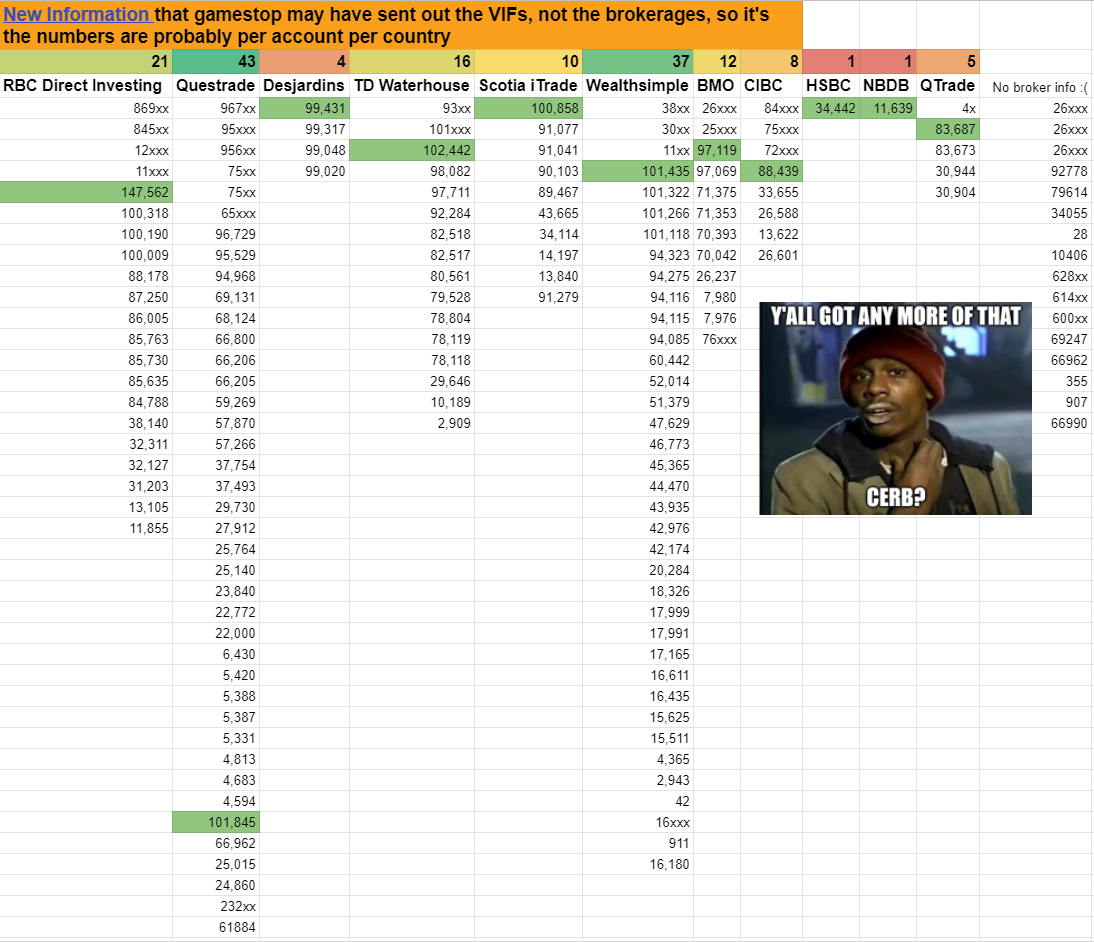 New Information that gamestop may have sent out the VIFs, not the brokerages, so it's
the numbers are probably per account per country
21 43 4 16 10 37 12 8 1 1 5
RBC Direct Investing Questrade Desjardins TD Waterhouse Scotia iTrade Wealthsimple BMO CIBC HSBC NBDB QTrade No broker info :(
869xx 967xx 99,431 93xx 100,858 38xx 26xxx 84xxx 34,442 11,639 4x 26xxx
845xx 95xxx 99,317 101xxx 91,077 30xx 25xxx 75xxx 83,687 26xxx
12xxx 956xx 99,048 102,442 91,041 11xx 97,119 72xxx 83,673 26xxx
11xxx 75xx 99,020 98,082 90,103 101,435 97,069 88,439 30,944 92778
147,562 75xx 97,711 89,467 101,322 71,375 33,655 30,904 79614
100,318 65xxx 92,284 43,665 101,266 71,353 26,588 34055
100,190 96,729 82,518 34,114 101,118 70,393 13,622 28
100,009 95,529 82,517 14,197 94,323 70,042 26,601 10406
88,178 94,968 80,561 13,840 94,275 26,237 628xx
87,250 69,131 79,528 91,279 94,116 7,980 614xx
86,005 68,124 78,804 94,115 7,976 600xx
85,763 66,800 78,119 94,085 76xxx 69247
85,730 66,206 78,118 60,442 66962
85,635 66,205 29,646 52,014 355
84,788 59,269 10,189 51,379 907
38,140 57,870 2,909 47,629 66990
32,311 57,266 46,773
32,127 37,754 45,365
31,203 37,493 44,470
13,105 29,730 43,935
11,855 27,912 42,976
25,764 42,174
25,140 20,284
23,840 18,326
22,772 17,999
22,000 17,991
6,430 17,165
5,420 16,611
5,388 16,435
5,387 15,625
5,331 15,511
4,813 4,365
4,683 2,943
4,594 42
101,845 16xxx
66,962 911
25,015 16,180
24,860
232xx
61884
Y'ALL GOT ANY MORE OF THAT
CERB?